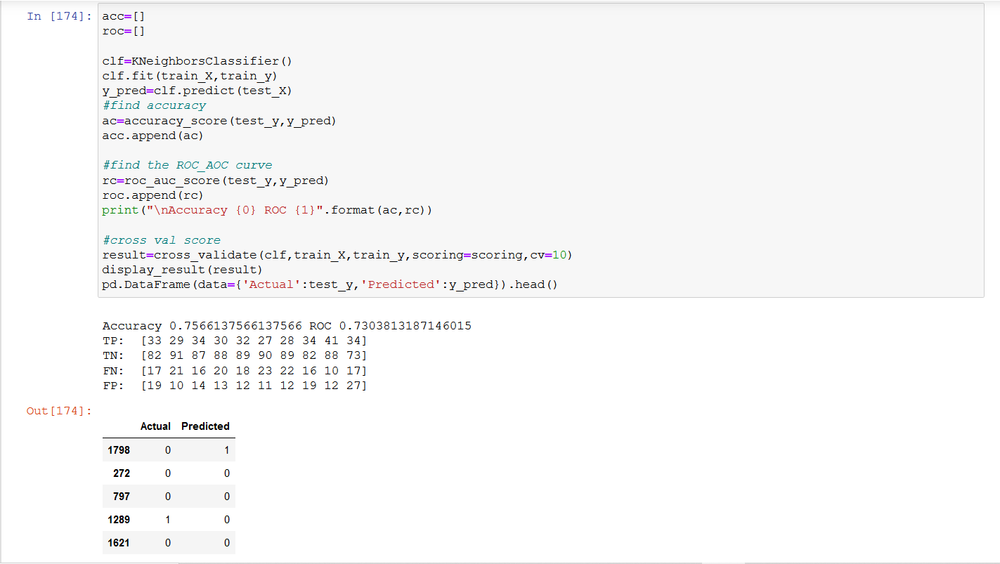 In [174]: acc=[]
roc=[]
clf=KNeighborsClassifier()
clf.fit(train_X,train_y)
y_pred=clf.predict(test_X)
#find accuracy
ac=accuracy_score(test_y,y_pred)
acc.append(ac)
#find the ROC_AOC curve
rc=roc_auc_score(test_y,y_pred)
roc.append(rc)
print("\nAccuracy {0} ROC {1}".format(ac,rc))
#cross val score
result=cross_validate(clf,train_X,train_y,scoring=scoring,cv=10)
display_result(result)
pd.DataFrame(data={'Actual':test_y,'Predicted':y_pred}).head()
Accuracy 0.7566137566137566 ROC 0.7303813187146015
TP: [33 29 34 30 32 27 28 34 41 34]
TN: [82 91 87 88 89 90 89 82 88 73]
FN: [17 21 16 20 18 23 22 16 10 17]
FP: [19 10 14 13 12 11 12 19 12 27]
Out[174]:
Actual Predicted
1798 0 1
272 0 0
797 0 0
1289 1 0
1621 0 0